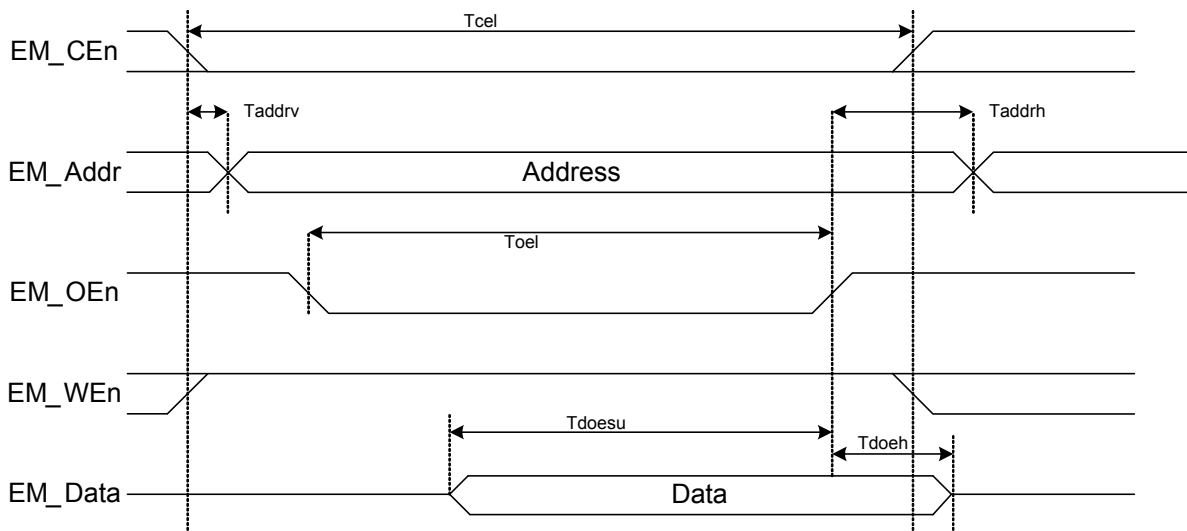 Tcel
EM_CEn
Taddrv
Taddrh
EM_Addr
Address
Toel
EM_OEn
EM_WEn
Tdoesu
Tdoeh
EM_Data
Data